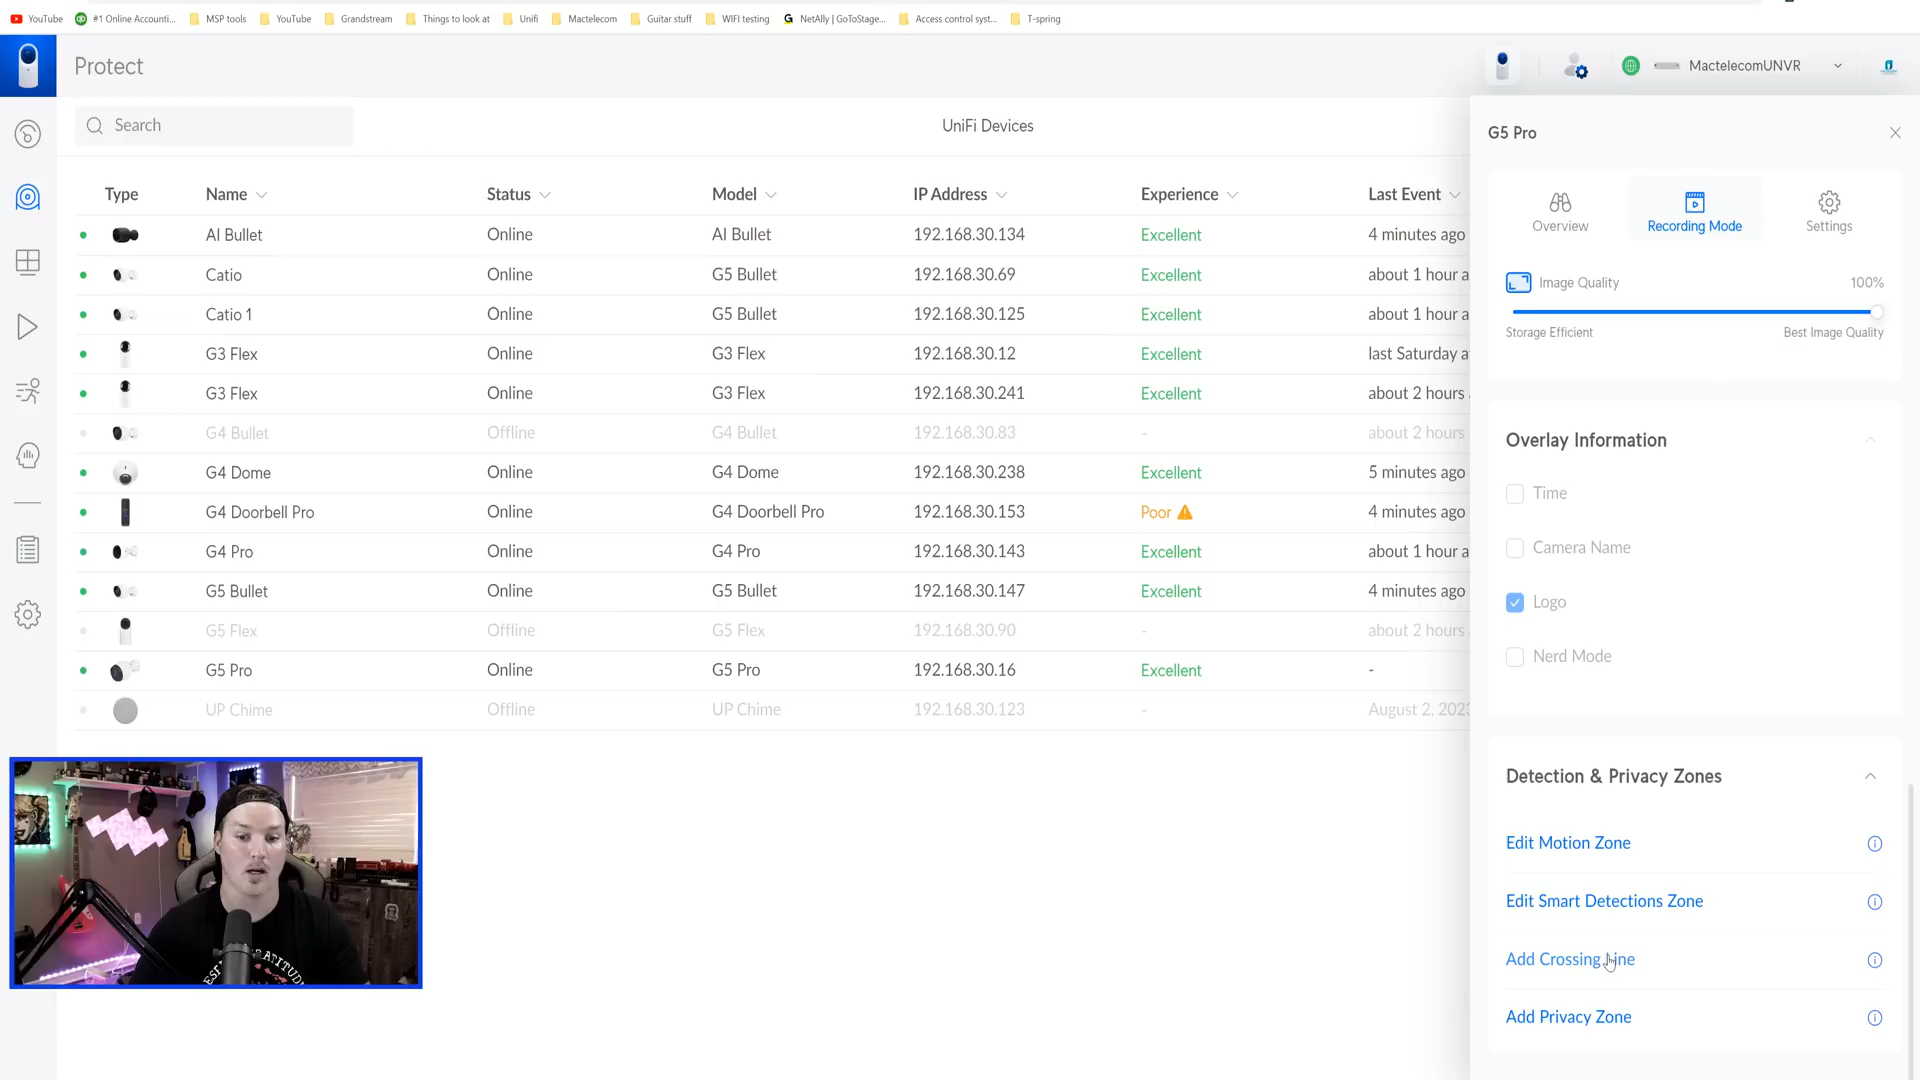 YouTube #1 Online Accounti... MSP tools YouTube Grandstream Things to look at Unifi Mactelecom Guitar stuff WIFI testing NetAlly | GoToStage... Access control syst... T-spring
Protect MactelecomUNVR
Search UniFi Devices
Type Name Status Model IP Address Experience Last Event
AI Bullet Online AI Bullet 192.168.30.134 Excellent 4 minutes ago
Catio Online G5 Bullet 192.168.30.69 Excellent about 1 hour a
Catio 1 Online G5 Bullet 192.168.30.125 Excellent about 1 hour a
G3 Flex Online G3 Flex 192.168.30.12 Excellent last Saturday a
G3 Flex Online G3 Flex 192.168.30.241 Excellent about 2 hours
G4 Bullet Offline G4 Bullet 192.168.30.83 - about 2 hours
G4 Dome Online G4 Dome 192.168.30.238 Excellent 5 minutes ago
G4 Doorbell Pro Online G4 Doorbell Pro 192.168.30.153 Poor 4 minutes ago
G4 Pro Online G4 Pro 192.168.30.143 Excellent about 1 hour a
G5 Bullet Online G5 Bullet 192.168.30.147 Excellent 4 minutes ago
G5 Flex Offline G5 Flex 192.168.30.90 - about 2 hours
G5 Pro Online G5 Pro 192.168.30.16 Excellent -
UP Chime Offline UP Chime 192.168.30.123 - August 2, 202
G5 Pro
Overview Recording Mode Settings
Image Quality 100%
Storage Efficient Best Image Quality
Overlay Information
Time
Camera Name
Logo
Nerd Mode
Detection & Privacy Zones
Edit Motion Zone
Edit Smart Detections Zone
Add Crossing Line
Add Privacy Zone